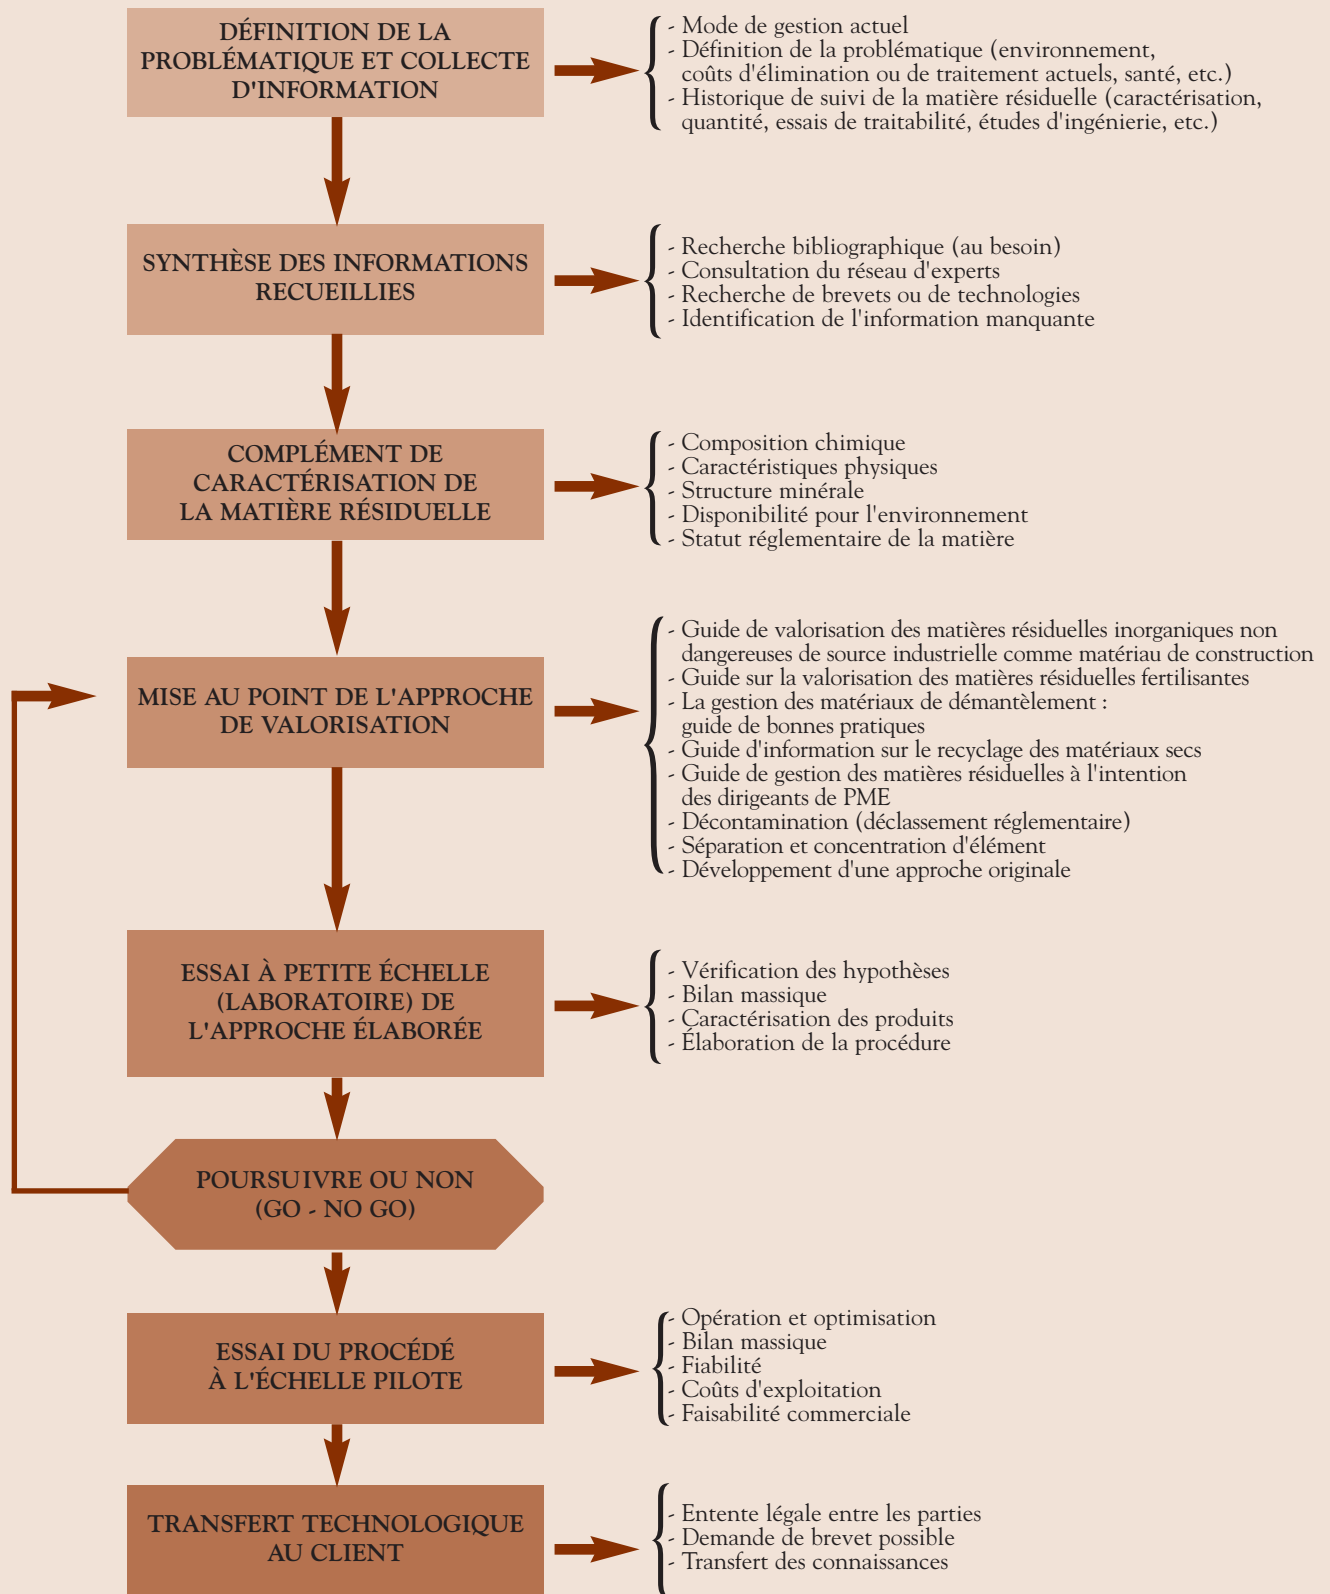 DÉFINITION DE LA
PROBLÉMATIQUE ET COLLECTE
D'INFORMATION
- Mode de gestion actuel
- Définition de la problématique (environnement,
coûts d'élimination ou de traitement actuels, santé, etc.)
- Historique de suivi de la matière résiduelle (caractérisation,
quantité, essais de traitabilité, études d'ingénierie, etc.)
SYNTHÈSE DES INFORMATIONS
RECUEILLIES
- Recherche bibliographique (au besoin)
- Consultation du réseau d'experts
- Recherche de brevets ou de technologies
- Identification de l'information manquante
COMPLÉMENT DE
CARACTÉRISATION DE
LA MATIÈRE RÉSIDUELLE
- Composition chimique
- Caractéristiques physiques
- Structure minérale
- Disponibilité pour l'environnement
- Statut réglementaire de la matière
MISE AU POINT DE L'APPROCHE
DE VALORISATION
- Guide de valorisation des matières résiduelles inorganiques non
dangereuses de source industrielle comme matériau de construction
- Guide sur la valorisation des matières résiduelles fertilisantes
- La gestion des matériaux de démantèlement :
guide de bonnes pratiques
- Guide d'information sur le recyclage des matériaux secs
- Guide de gestion des matières résiduelles à l'intention
des dirigeants de PME
- Décontamination (déclassement réglementaire)
- Séparation et concentration d'élément
- Développement d'une approche originale
ESSAI À PETITE ÉCHELLE
(LABORATOIRE) DE
L'APPROCHE ÉLABORÉE
- Vérification des hypothèses
- Bilan massique
- Caractérisation des produits
- Élaboration de la procédure
POURSUIVRE OU NON
(GO - NO GO)
ESSAI DU PROCÉDÉ
À L'ÉCHELLE PILOTE
- Opération et optimisation
- Bilan massique
- Fiabilité
- Coûts d'exploitation
- Faisabilité commerciale
TRANSFERT TECHNOLOGIQUE
AU CLIENT
- Entente légale entre les parties
- Demande de brevet possible
- Transfert des connaissances